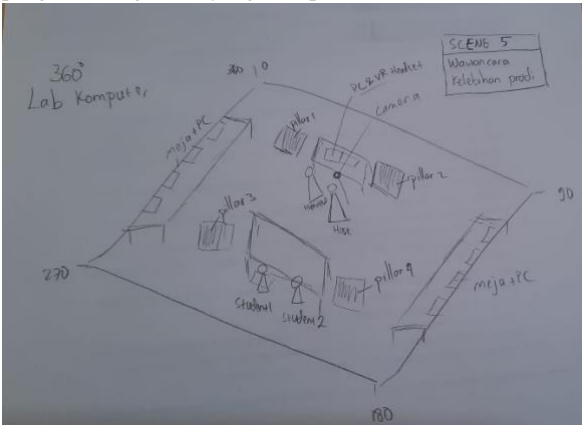 360°
Lab Komputer
360 | 0
SCENE 5
Wawancara
Kelebihan prodi
PC & VR Headset
Camera
pillar 1
meja+PC
pillar 2
Host
90
pillar 3
270
pillar 4
meja+PC
student 1
student 2
180